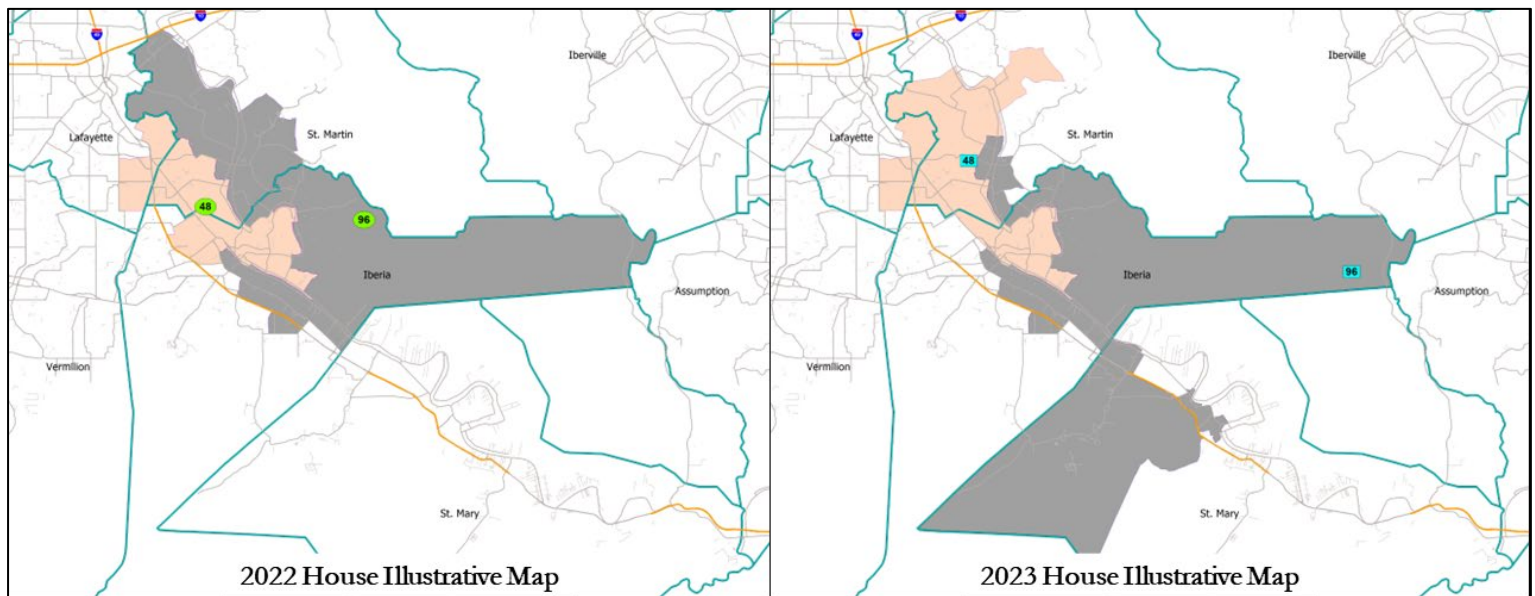 Iberville
Lafayette
St. Martin
48
96
Iberia
Assumption
Vermilion
St. Mary
2022 House Illustrative Map
Iberville
Lafayette
St. Martin
48
Iberia
96
Assumption
Vermilion
St. Mary
2023 House Illustrative Map